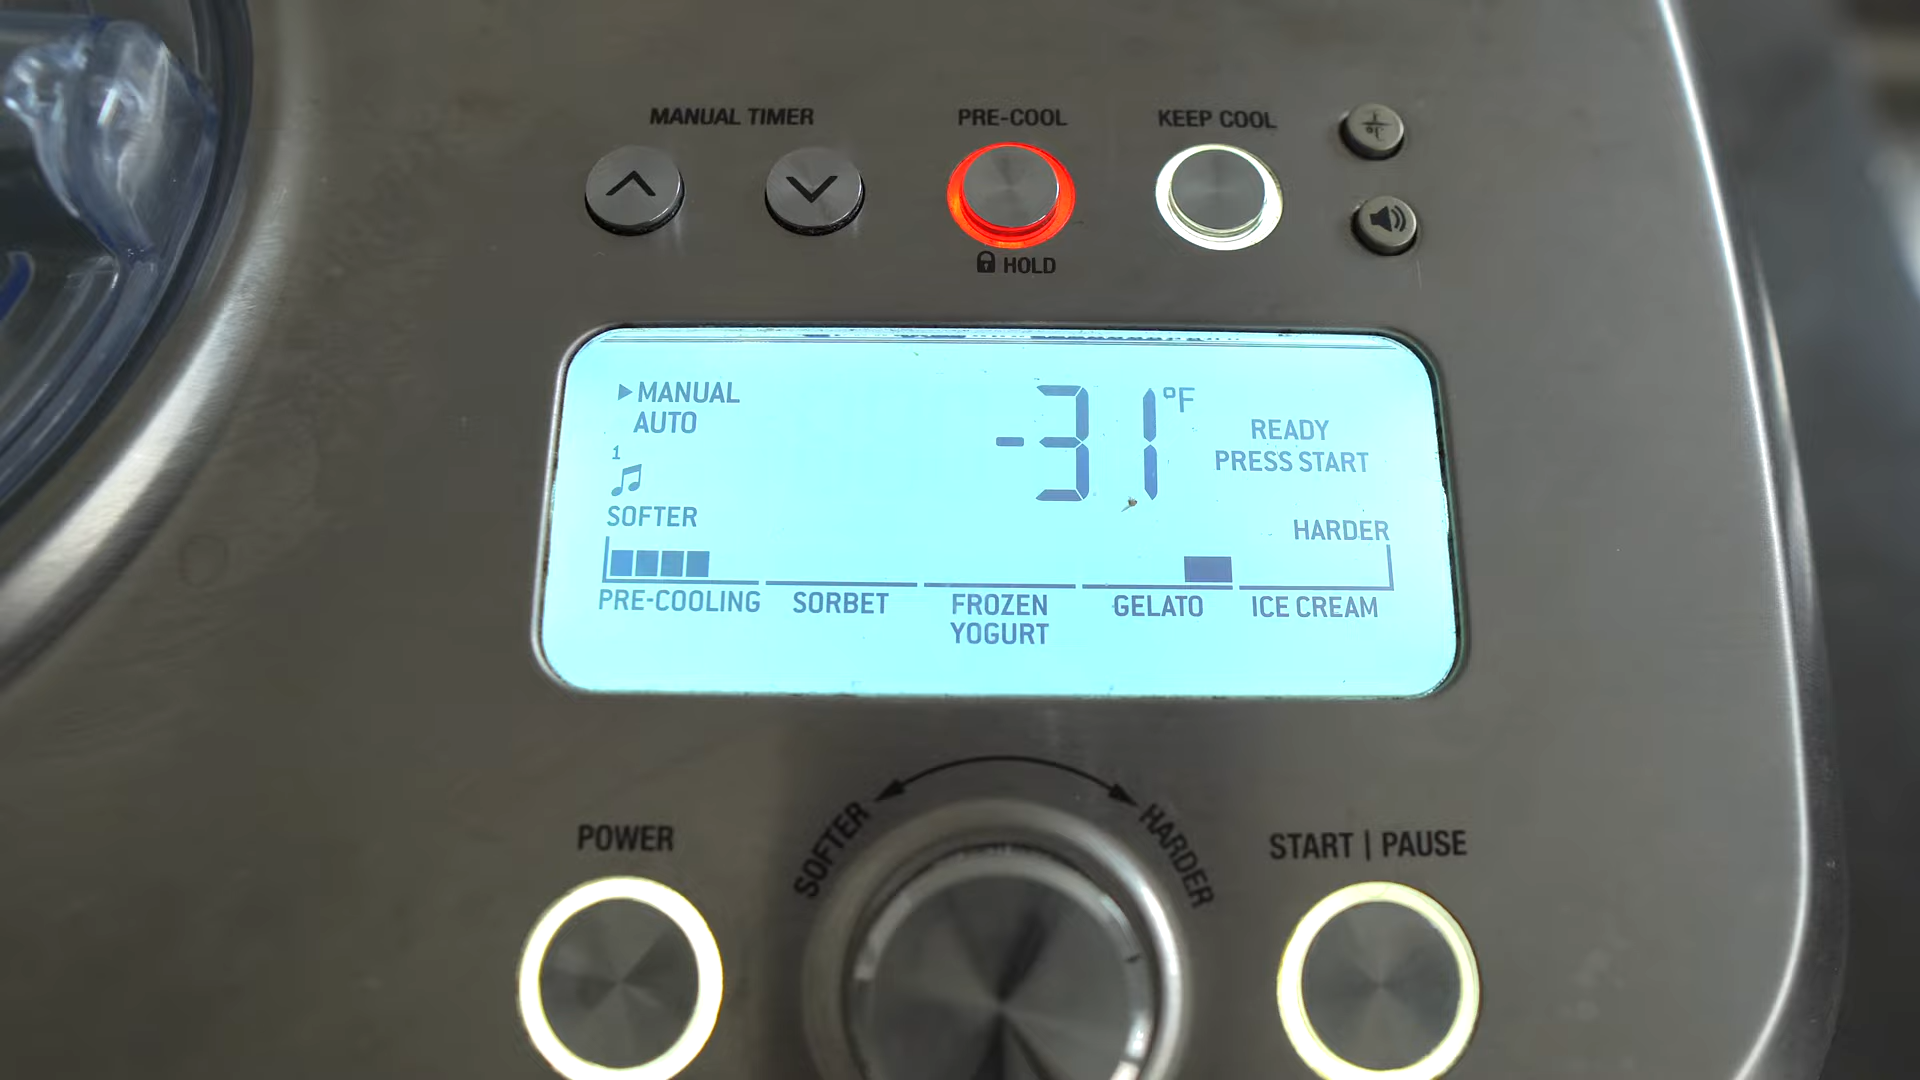 MANUAL TIMER
PRE-COOL
KEEP COOL
HOLD
MANUAL
AUTO
-31°F
READY
PRESS START
1
SOFTER
HARDER
PRE-COOLING
SORBET
FROZEN
YOGURT
GELATO
ICE CREAM
SOFTER
HARDER
POWER
START | PAUSE